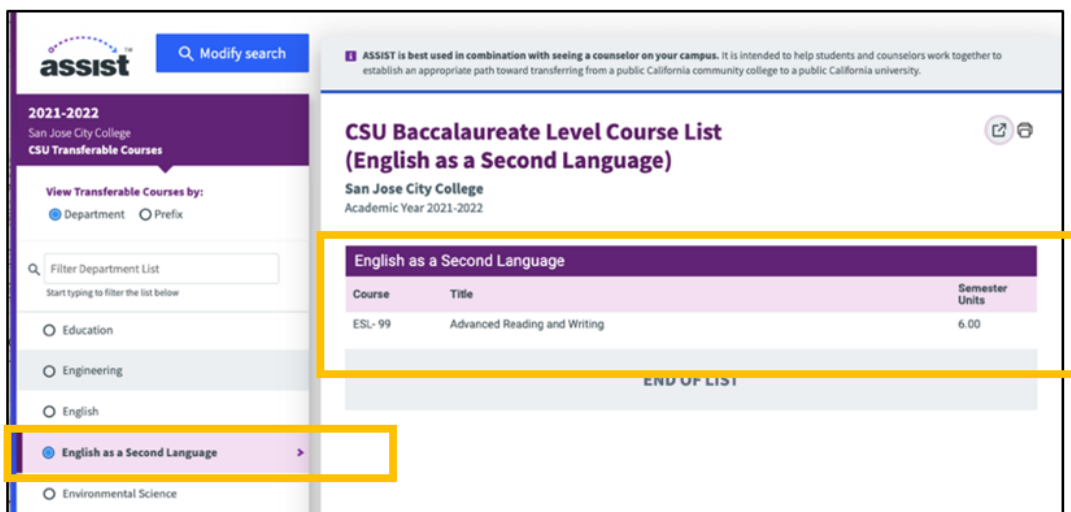 assist™
Modify search
ASSIST is best used in combination with seeing a counselor on your campus. It is intended to help students and counselors work together to
establish an appropriate path toward transferring from a public California community college to a public California university.
2021-2022
San Jose City College
CSU Transferable Courses
View Transferable Courses by:
Department Prefix
Filter Department List
Start typing to filter the list below
Education
Engineering
English
English as a Second Language
Environmental Science
CSU Baccalaureate Level Course List
(English as a Second Language)
San Jose City College
Academic Year 2021-2022
English as a Second Language
Course Title Semester
Units
ESL- 99 Advanced Reading and Writing 6.00
END OF LIST